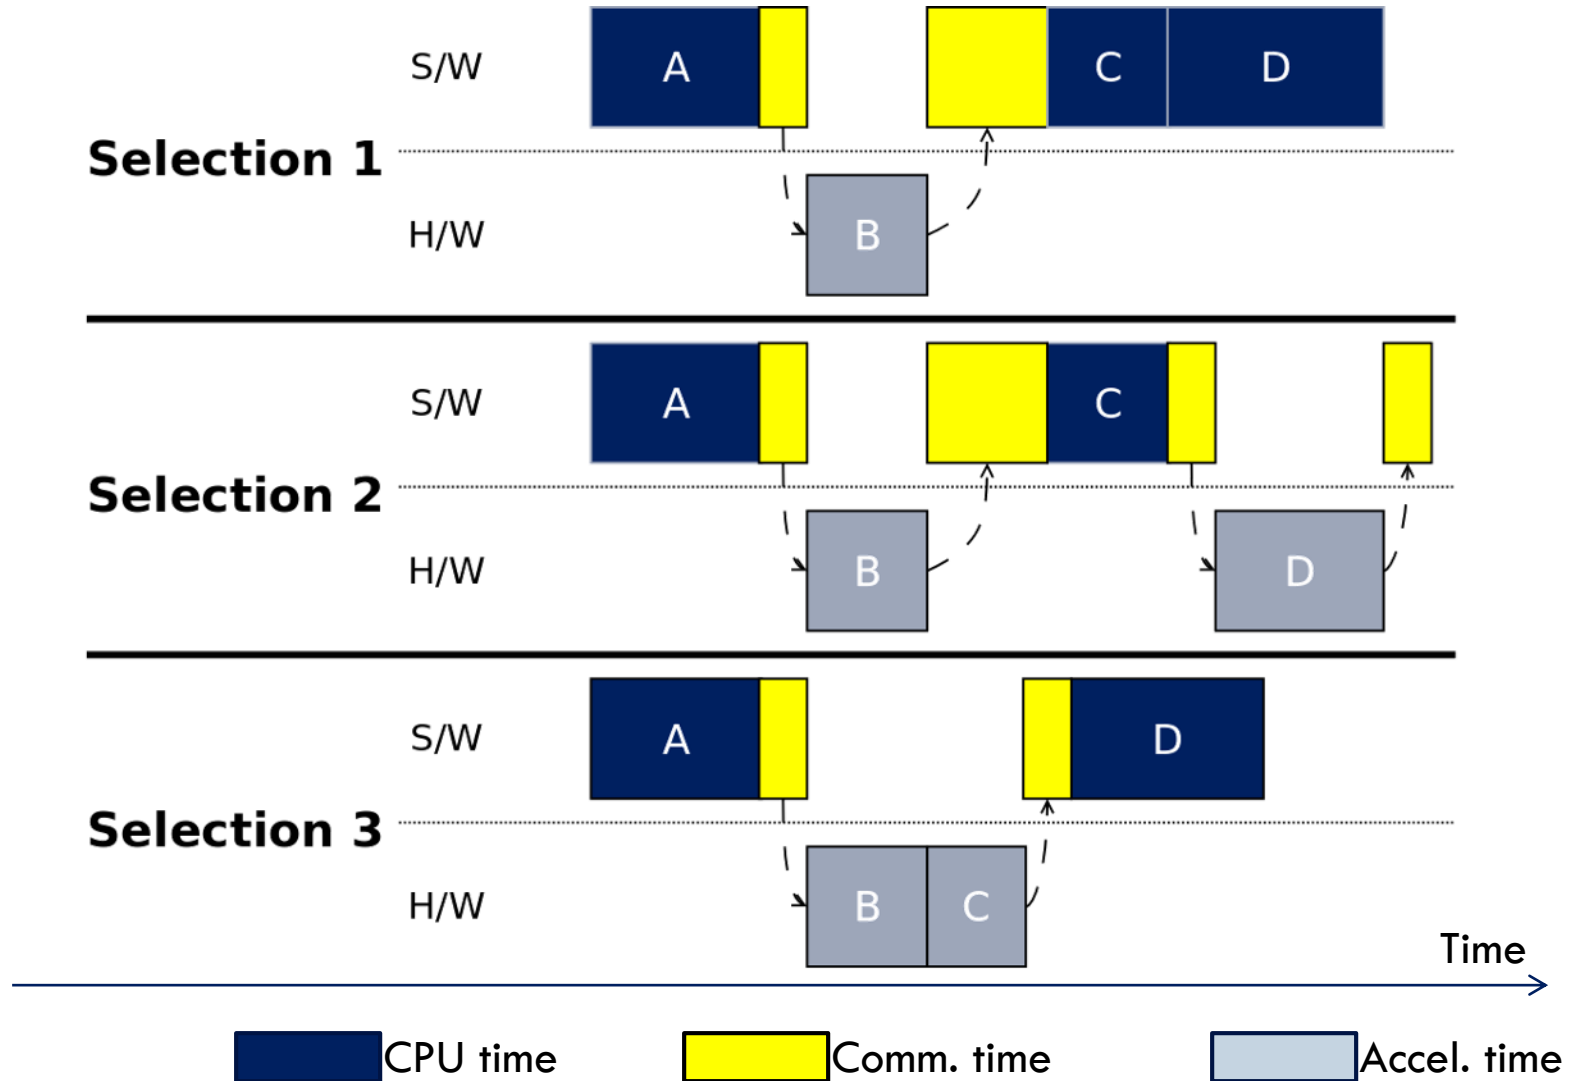 S/W
A
C
D
Selection 1
H/W
B
S/W
A
C
Selection 2
H/W
B
D
S/W
A
D
Selection 3
H/W
B
C
Time
CPU time
Comm. time
Accel. time